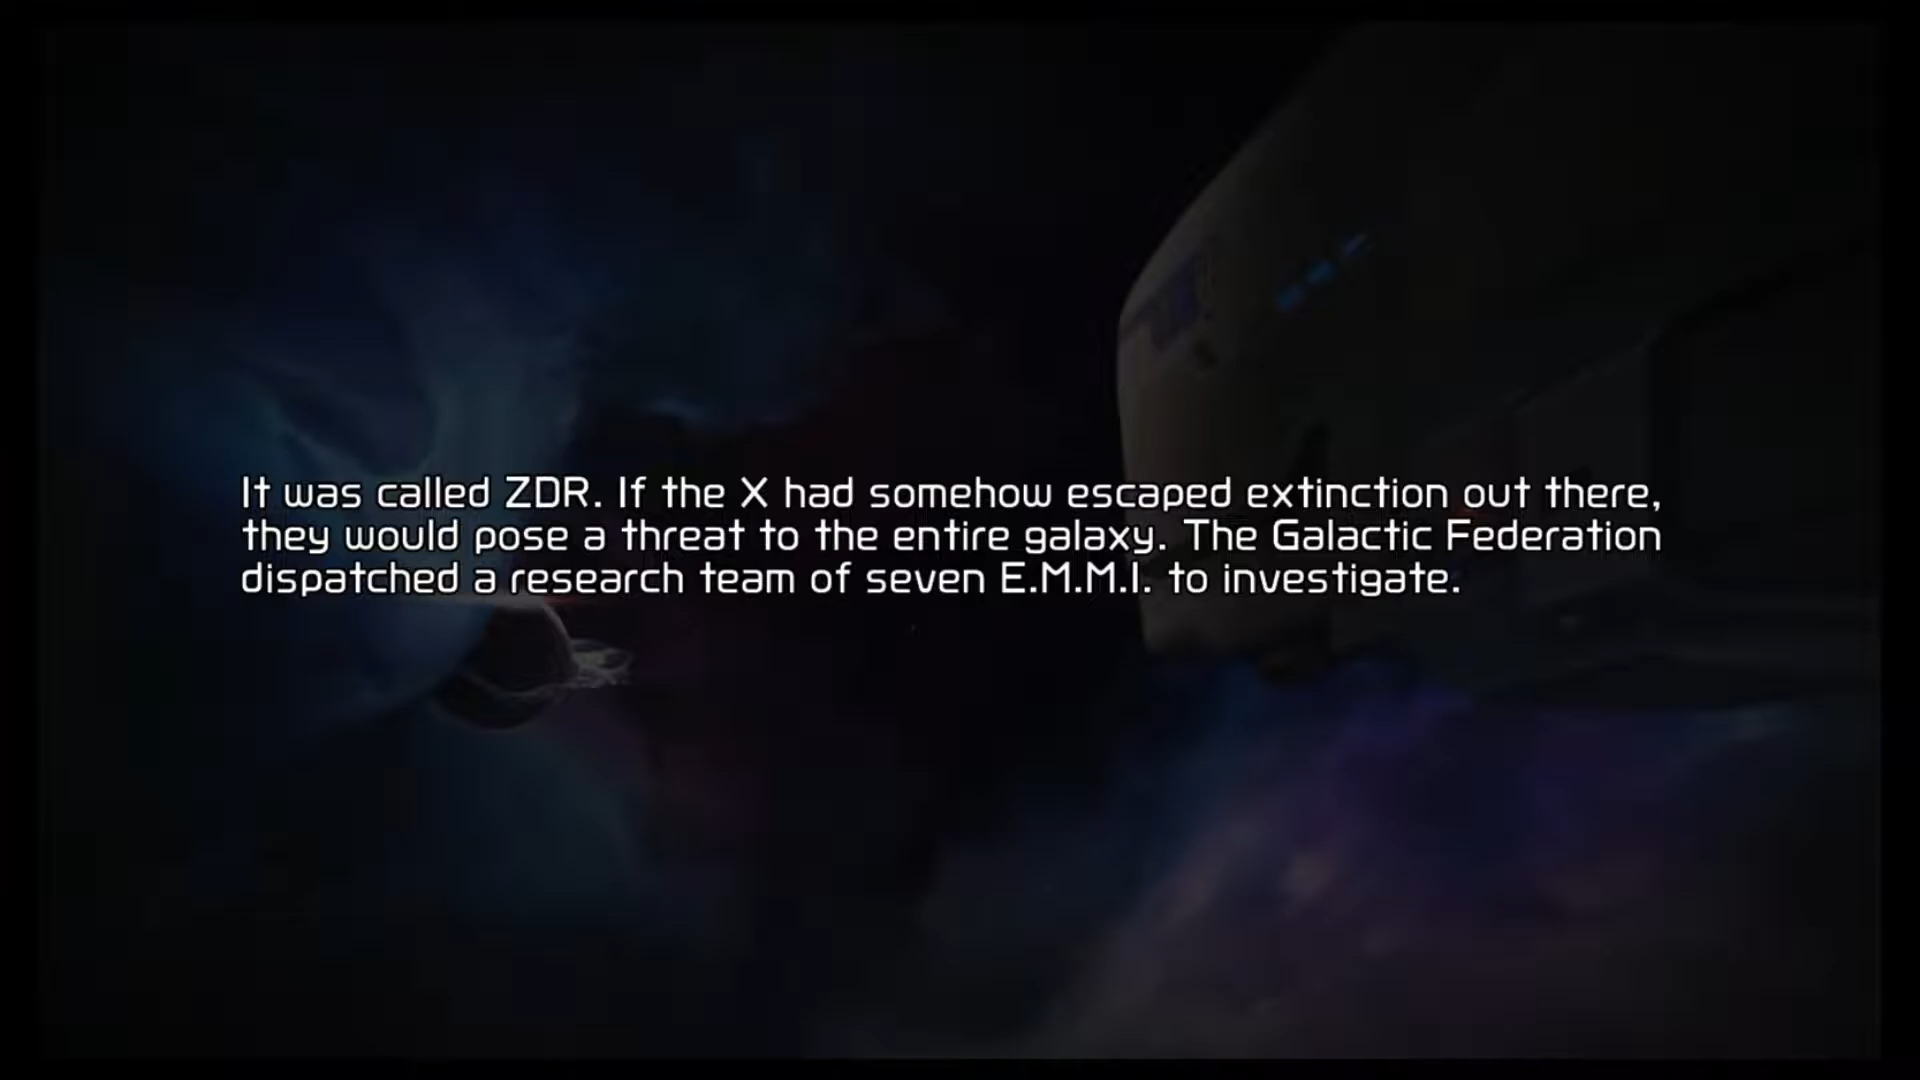 It was called ZDR. If the X had somehow escaped extinction out there,
they would pose a threat to the entire galaxy. The Galactic Federation
dispatched a research team of seven E.M.M.I. to investigate.